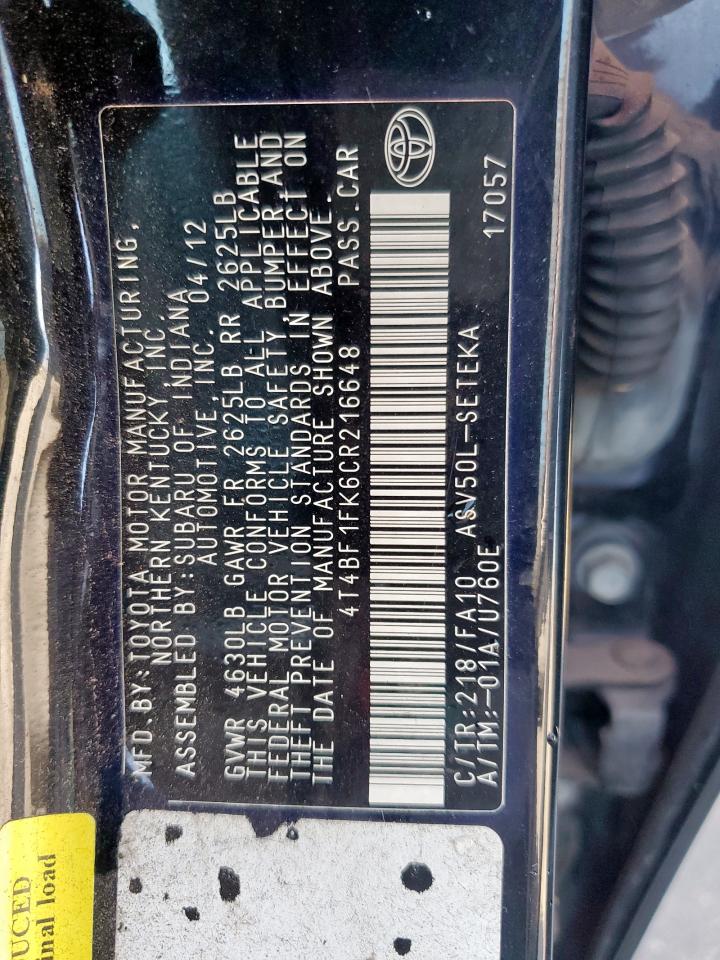 MFD.BY:TOYOTA MOTOR MANUFACTURING,
NORTHERN KENTUCKY, INC.
ASSEMBLED BY:SUBARU OF INDIANA
AUTOMOTIVE,INC. 04/12
GVWR 4630LB GAWR FR 2625LB RR 2625LB
THIS VEHICLE CONFORMS TO ALL APPLICABLE
FEDERAL MOTOR VEHICLE SAFETY, BUMPER, AND
THEFT PREVENTION STANDARDS IN EFFECT ON
THE DATE OF MANUFACTURE SHOWN ABOVE.
4T4BF1FK6CR216648 PASS.CAR
C/TR:218/FA10 ASV50L-SETEKA 17057
A/TM:-01A/U760E
UCED
nal load